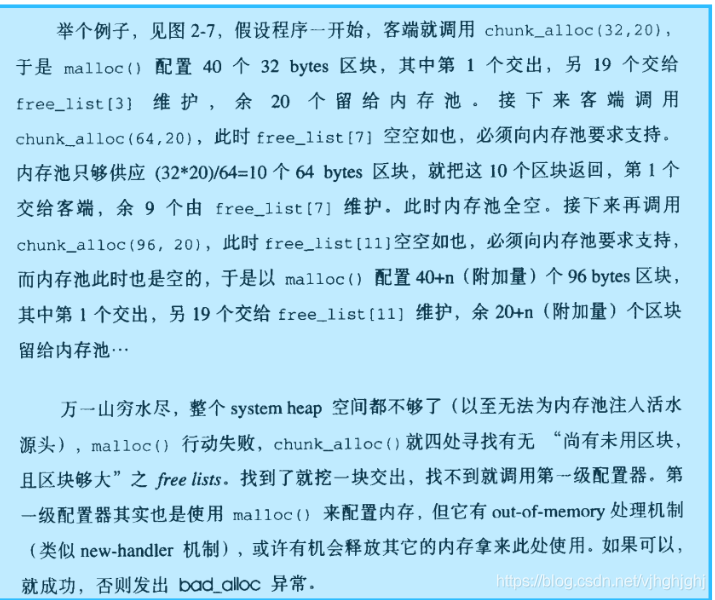 举个例子，见图 2-7，假设程序一开始，客端就调用 chunk_alloc(32,20)，
于是 malloc() 配置 40 个 32 bytes 区块，其中第 1 个交出，另 19 个交给
free_list[3] 维护，余 20 个留给内存池。接下来客端调用
chunk_alloc(64,20)，此时 free_list[7] 空空如也，必须向内存池要求支持。
内存池只够供应 (32*20)/64=10 个 64 bytes 区块，就把这 10 个区块返回，第 1 个
交给客端，余 9 个由 free_list[7] 维护。此时内存池全空。接下来再调用
chunk_alloc(96, 20)，此时 free_list[11]空空如也，必须向内存池要求支持，
而内存池此时也是空的，于是以 malloc() 配置 40+n（附加量）个 96 bytes 区块，
其中第 1 个交出，另 19 个交给 free_list[11] 维护，余 20+n（附加量）个区块
留给内存池…
万一山穷水尽，整个 system heap 空间都不够了（以至无法为内存池注入活水
源头），malloc() 行动失败，chunk_alloc()就四处寻找有无 “尚有未用区块，
且区块够大”之 free lists。找到了就挖一块交出，找不到就调用第一级配置器。第
一级配置器其实也是使用 malloc() 来配置内存，但它有 out-of-memory 处理机制
（类似 new-handler 机制），或许有机会释放其它的内存拿来此处使用。如果可以，
就成功，否则发出 bad_alloc 异常。
https://blog.csdn.net/vjhghjghj